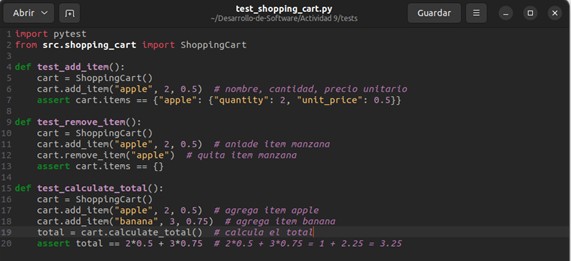 Abrir
test_shopping_cart.py
~/Desarrollo-de-Software/Actividad 9/tests
Guardar
1 import pytest
2 from src.shopping_cart import ShoppingCart
3
4 def test_add_item():
5     cart = ShoppingCart()
6     cart.add_item("apple", 2, 0.5)  # nombre, cantidad, precio unitario
7     assert cart.items == {"apple": {"quantity": 2, "unit_price": 0.5}}
8
9 def test_remove_item():
10     cart = ShoppingCart()
11     cart.add_item("apple", 2, 0.5)  # aniade item manzana
12     cart.remove_item("apple")  # quita item manzana
13     assert cart.items == {}
14
15 def test_calculate_total():
16     cart = ShoppingCart()
17     cart.add_item("apple", 2, 0.5)  # agrega item apple
18     cart.add_item("banana", 3, 0.75)  # agrega item banana
19     total = cart.calculate_total()  # calcula el total
20     assert total == 2*0.5 + 3*0.75  # 2*0.5 + 3*0.75 = 1 + 2.25 = 3.25